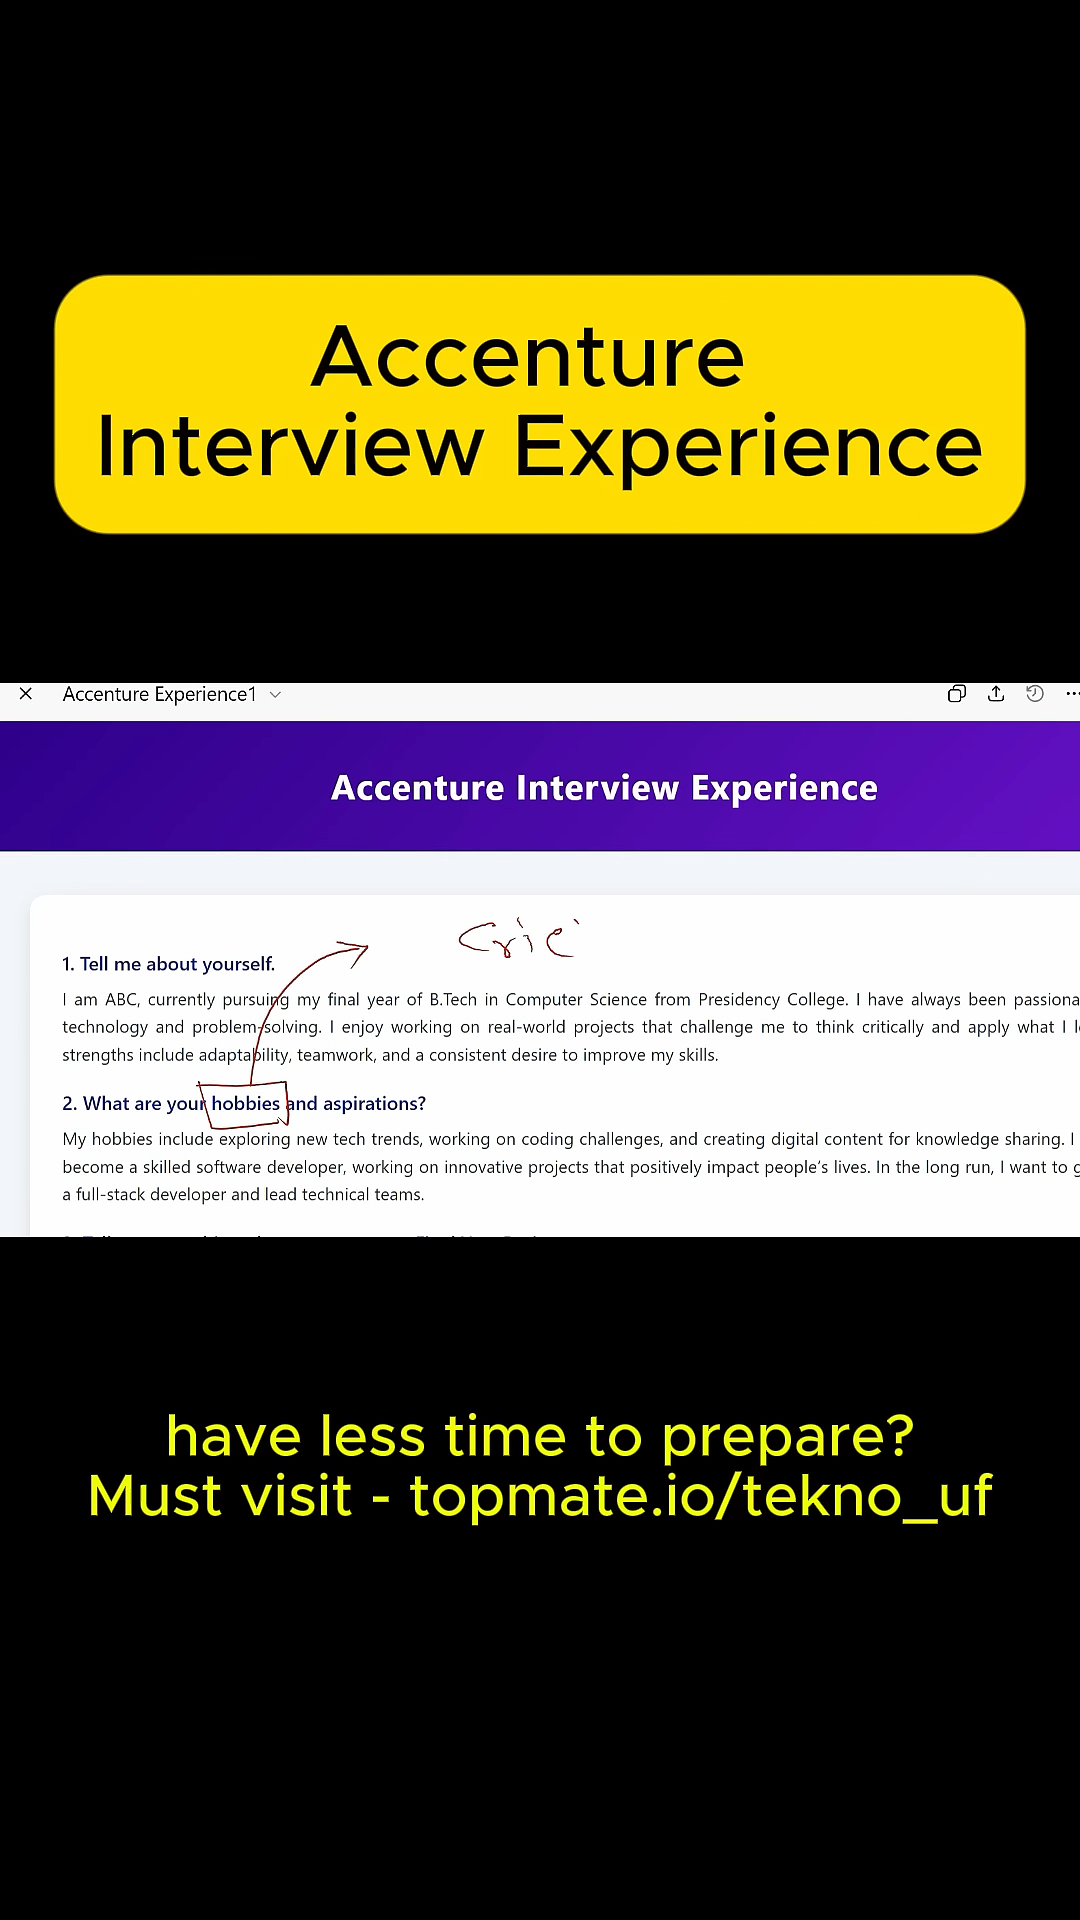 Accenture
Interview Experience
Accenture Experience1
Accenture Interview Experience
Cric
1. Tell me about yourself.
I am ABC, currently pursuing my final year of B.Tech in Computer Science from Presidency College. I have always been
technology and problem-solving. I enjoy working on real-world projects that challenge me to think critically and apply what I
strengths include adaptability, teamwork, and a consistent desire to improve my skills.
2. What are your hobbies and aspirations?
My hobbies include exploring new tech trends, working on coding challenges, and creating digital content for knowledge sharing. I
become a skilled software developer, working on innovative projects that positively impact people's lives. In the long run, I want to
a full-stack developer and lead technical teams.
have less time to prepare?
Must visit - topmate.io/tekno_uf